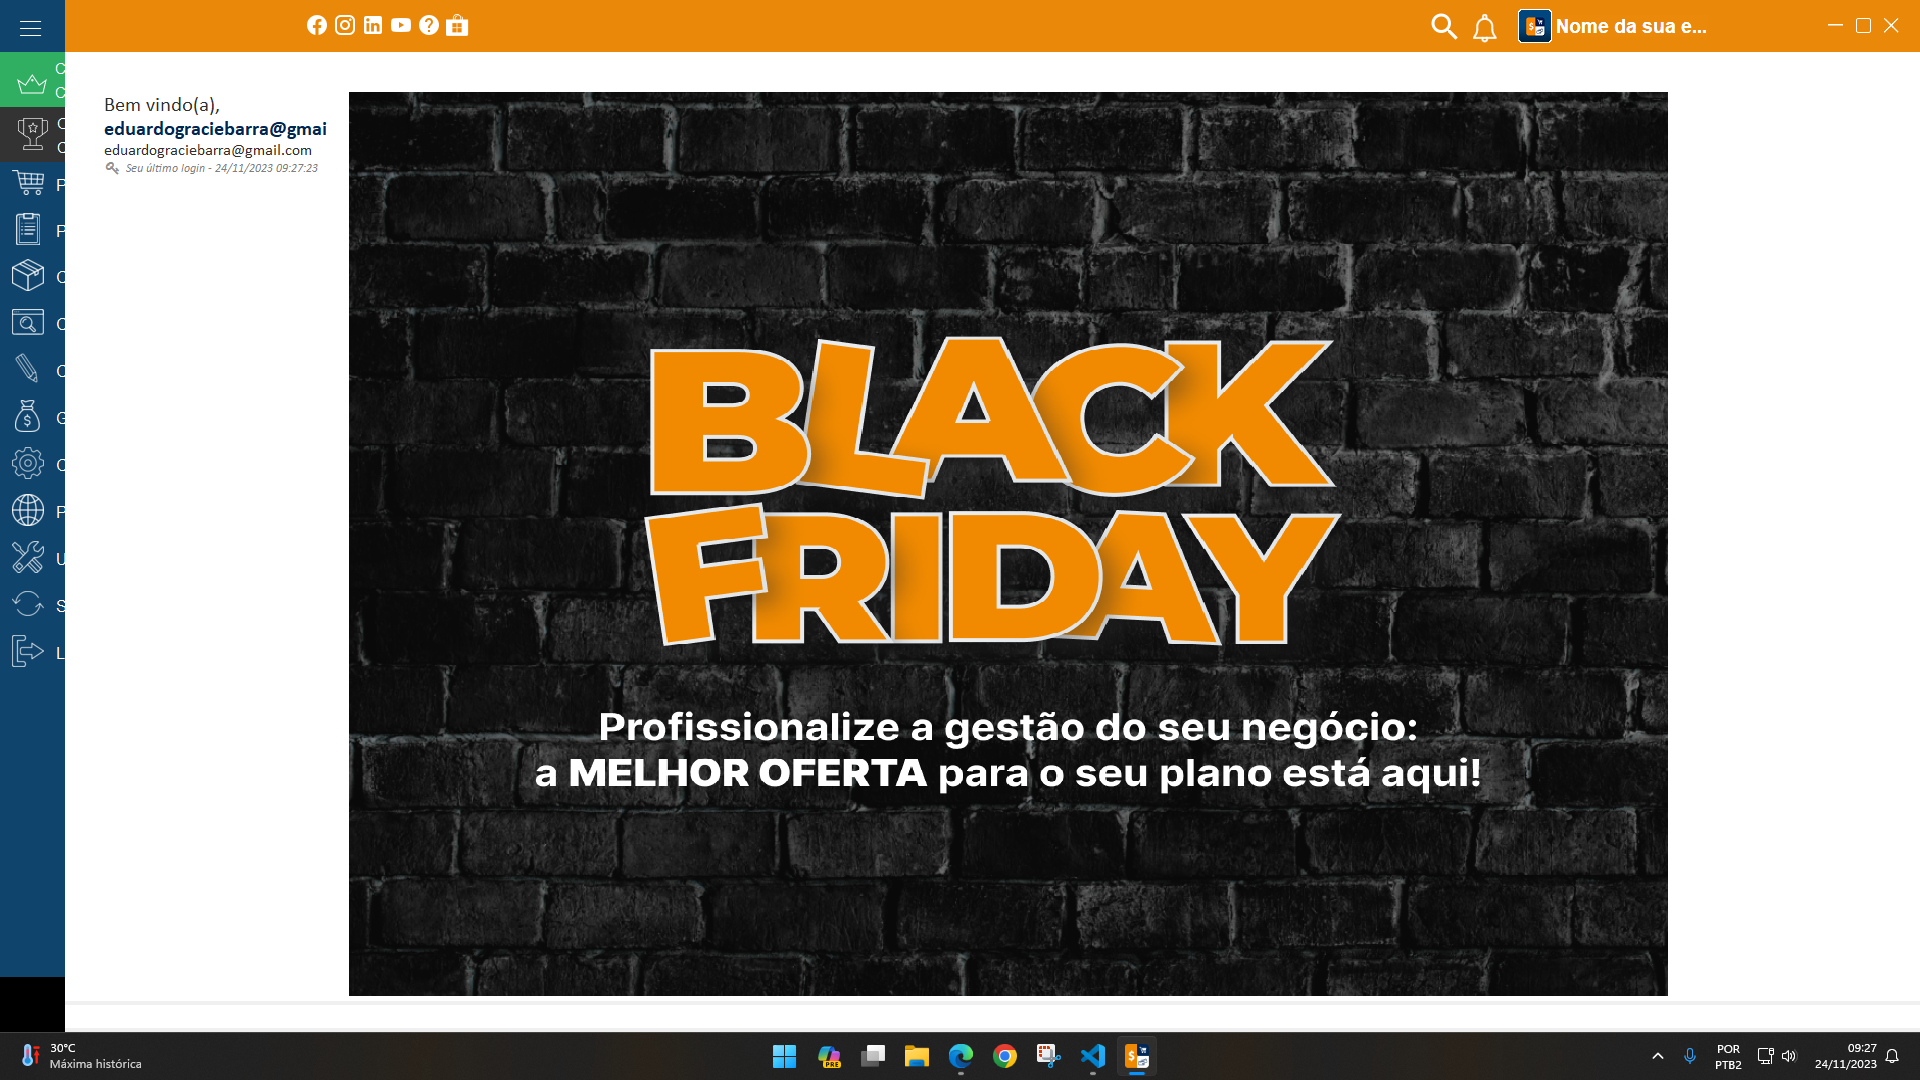 Nome da sua e...
C
C
C
C
P
P
C
C
C
G
C
P
U
S
L
Bem vindo(a),
eduardograciebarra@gmai
eduardograciebarra@gmail.com
Seu último login - 24/11/2023 09:27:23
BLACK
FRIDAY
Profissionalize a gestão do seu negócio:
a MELHOR OFERTA para o seu plano está aqui!
30°C
Máxima histórica
PRE
POR
PTB2
09:27
24/11/2023